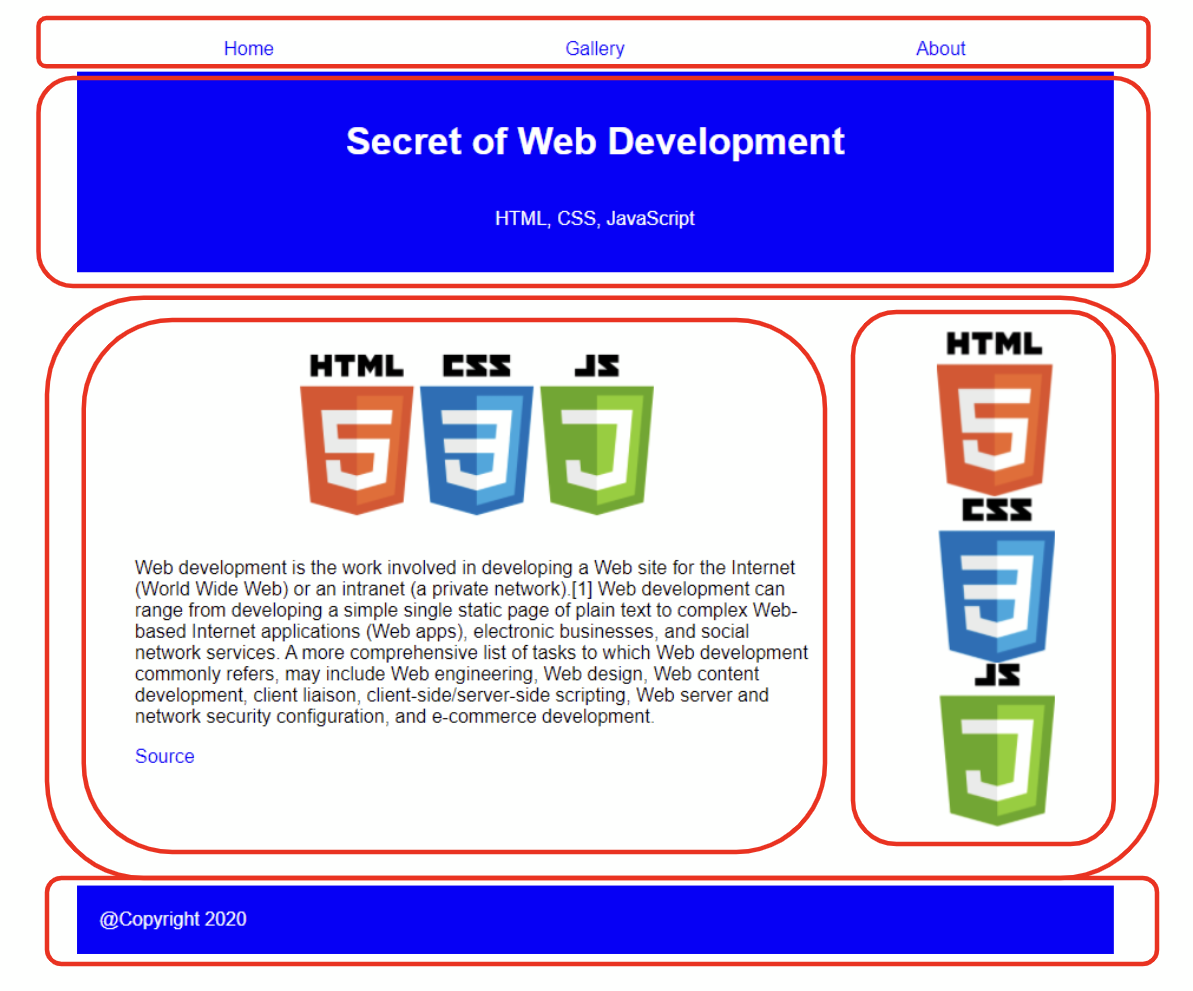 Home Gallery About
Secret of Web Development
HTML, CSS, JavaScript
HTML CSS JS
5 3 J
Web development is the work involved in developing a Web site for the Internet
(World Wide Web) or an intranet (a private network).[1] Web development can
range from developing a simple single static page of plain text to complex Web-
based Internet applications (Web apps), electronic businesses, and social
network services. A more comprehensive list of tasks to which Web development
commonly refers, may include Web engineering, Web design, Web content
development, client liaison, client-side/server-side scripting, Web server and
network security configuration, and e-commerce development.
Source
HTML
5
CSS
3
JS
J
@Copyright 2020